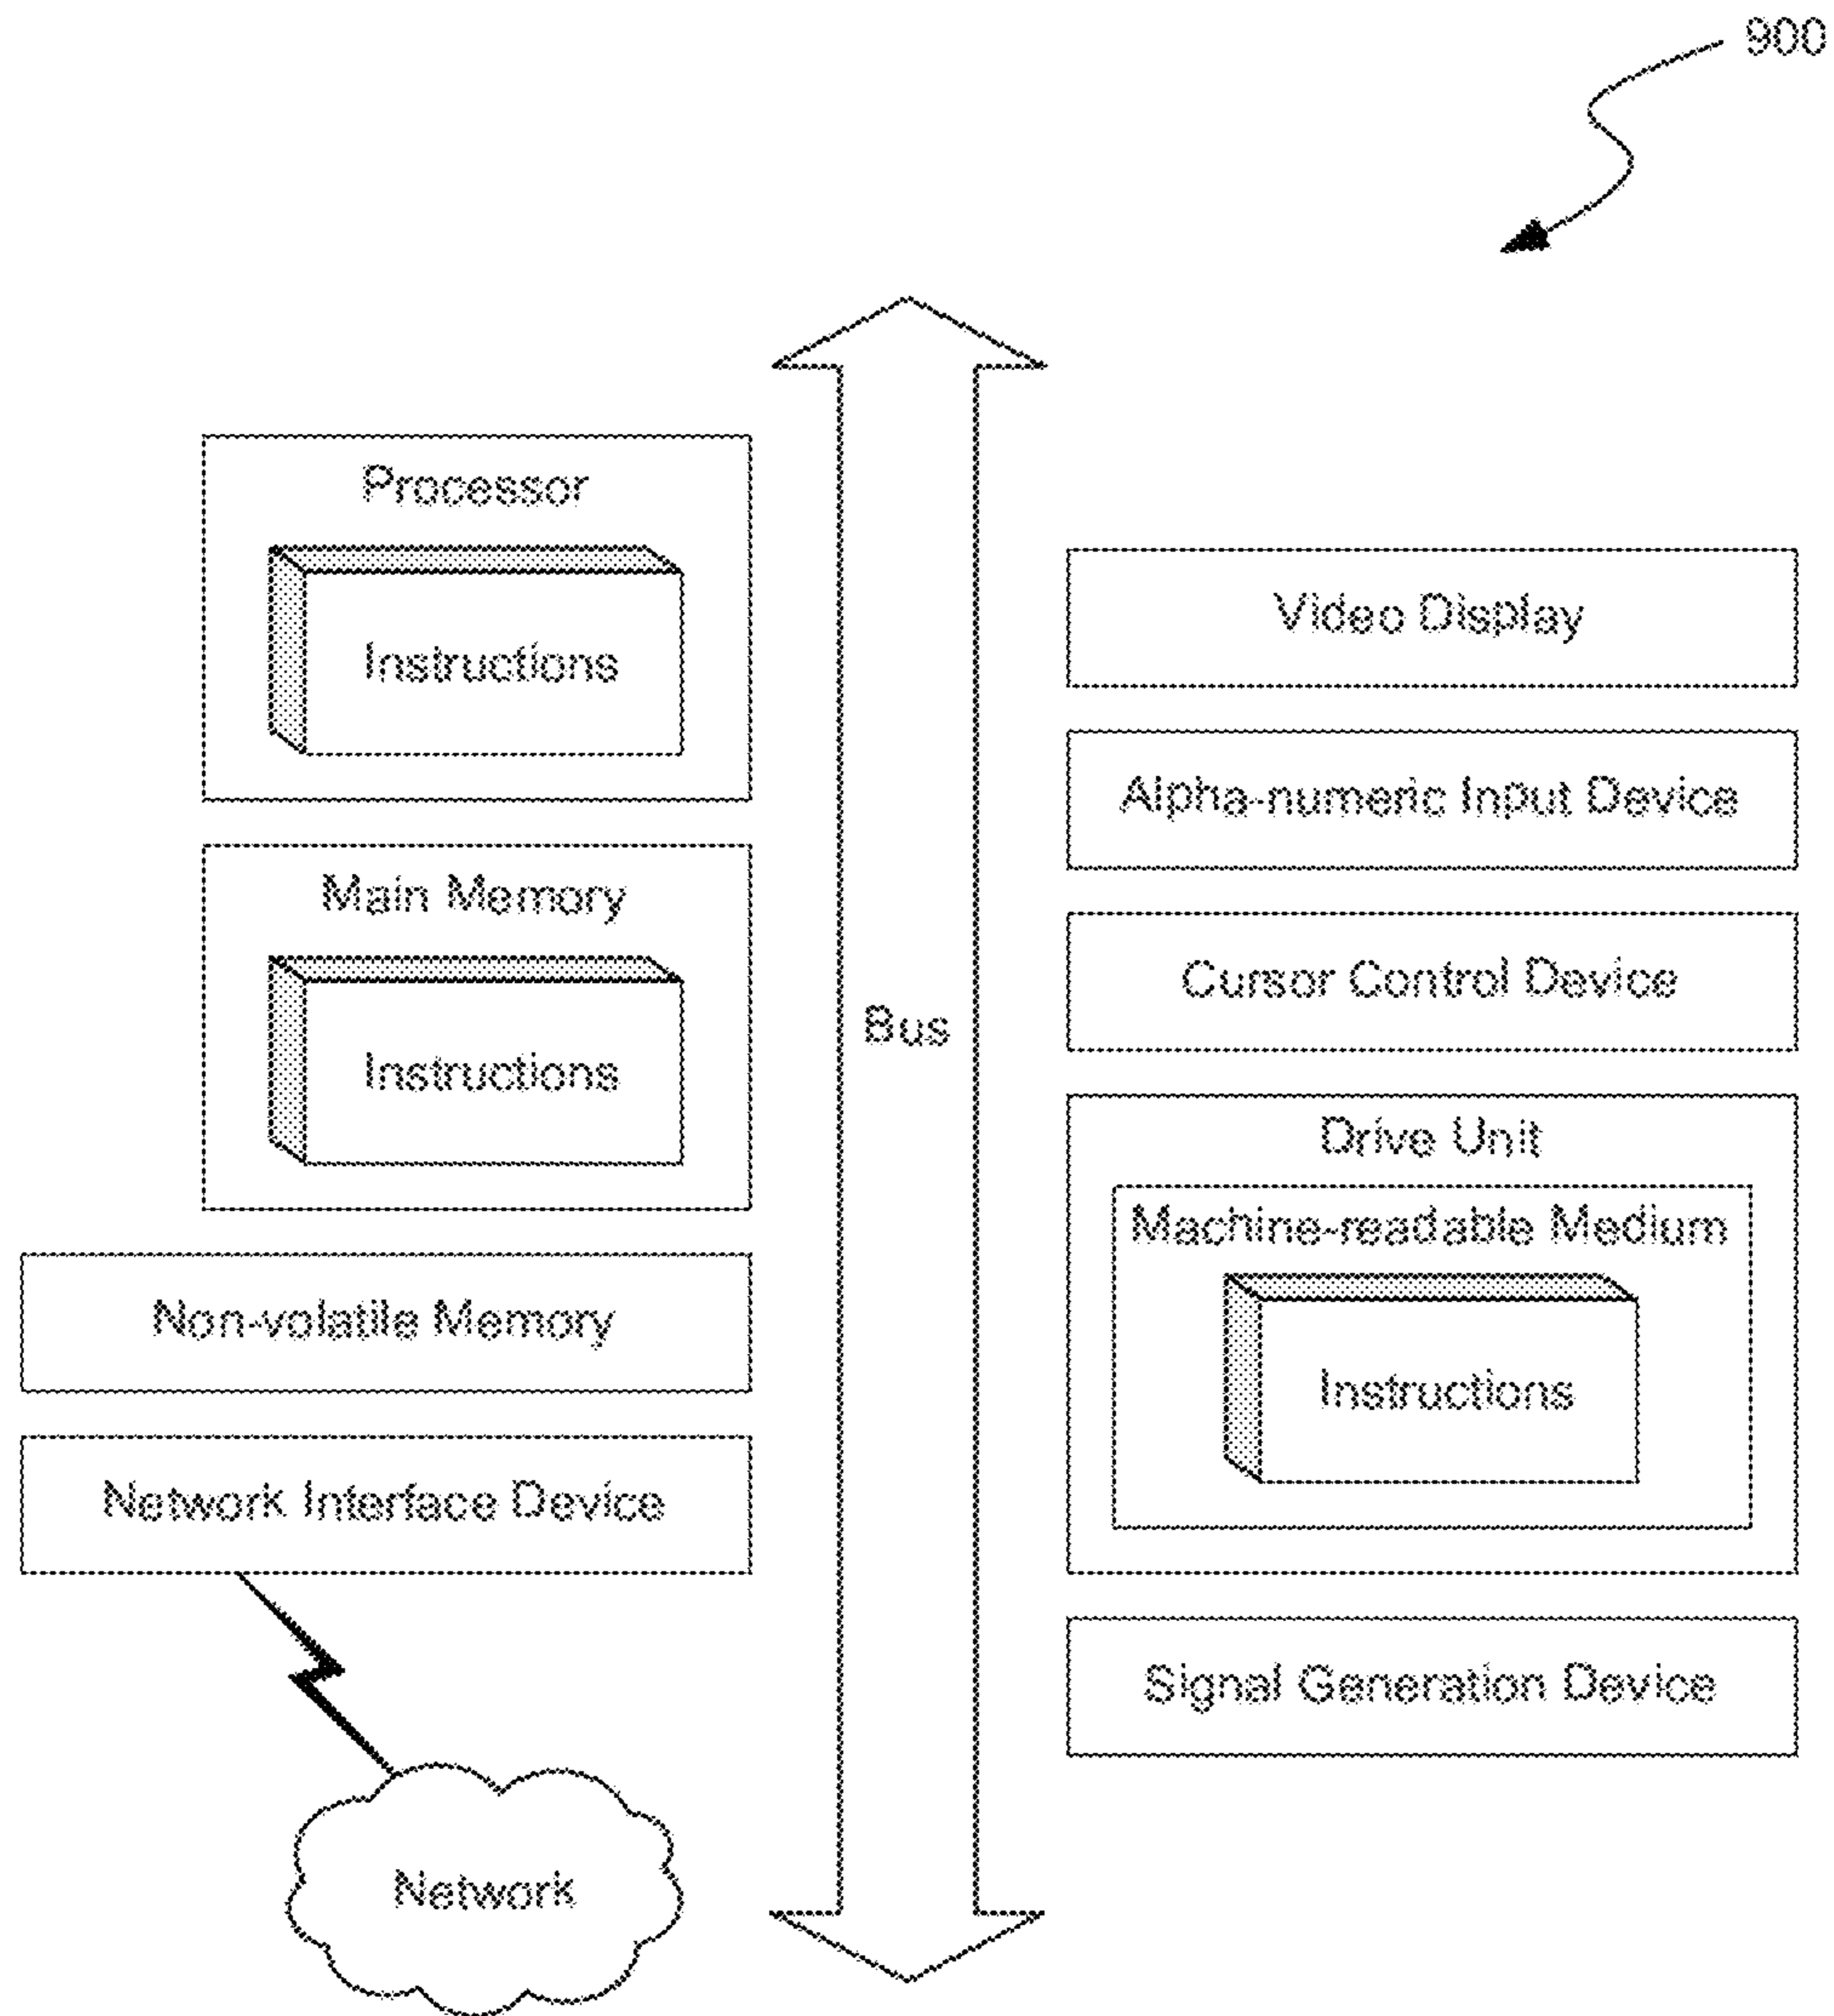 900
Processor
Instructions
Main Memory
Instructions
Non-volatile Memory
Network Interface Device
Network
Bus
Video Display
Alpha-numeric Input Device
Cursor Control Device
Drive Unit
Machine-readable Medium
Instructions
Signal Generation Device